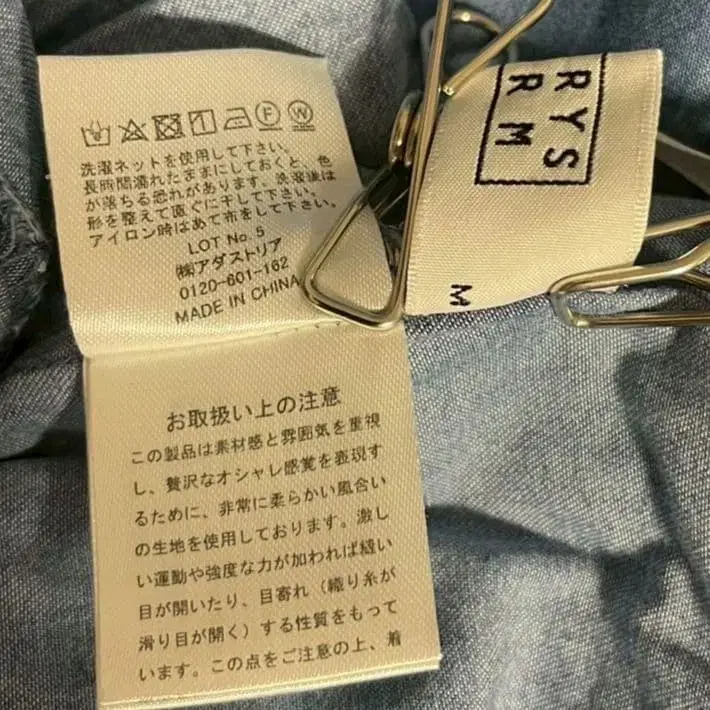 洗濯ネットを使用して下さい。
長時間濡れたままにしておくと、色
が落ちる恐れがあります。洗濯後は
形を整えて直ぐに干して下さい。
アイロン時はあて布をして下さい。
LOT No. 5
㈱アダストリア
0120-601-162
MADE IN CHINA
お取扱い上の注意
この製品は素材感と雰囲気を重視
し、贅沢なオシャレ感覚を表現す
るために、非常に柔らかい風合い
の生地を使用しております。激し
い運動や強度な力が加われば縫い
目が開いたり、目寄れ（織り糸が
滑り目が開く）する性質をもって
います。この点をご注意の上、着
RYS
RM
M